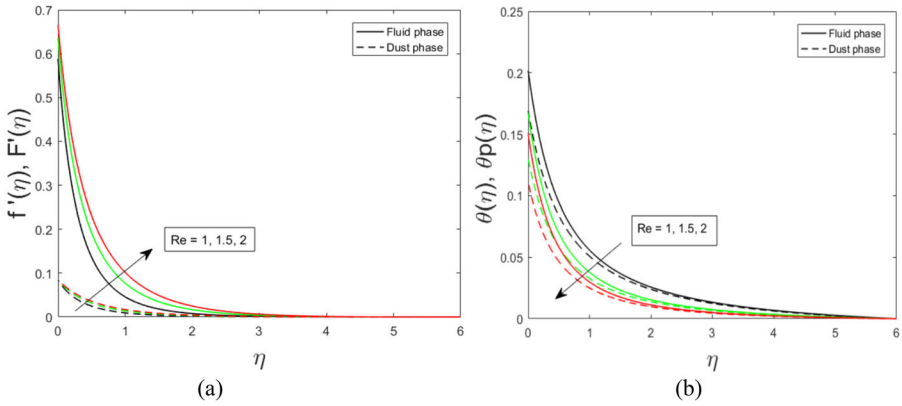 0.7
0.6
0.5
0.4
0.3
0.2
0.1
0
f '(η), F'(η)
Fluid phase
Dust phase
Re = 1, 1.5, 2
0 1 2 3 4 5 6
η
(a)
0.25
0.2
0.15
0.1
0.05
0
θ(η), θp(η)
Fluid phase
Dust phase
Re = 1, 1.5, 2
0 1 2 3 4 5 6
η
(b)